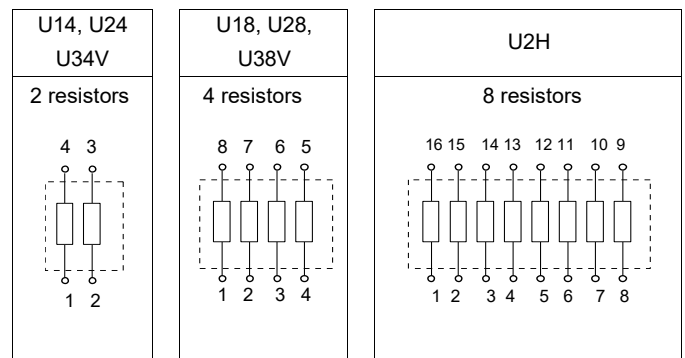 U14, U24
U34V
2 resistors
4 3
1 2
U18, U28,
U38V
4 resistors
8 7 6 5
1 2 3 4
U2H
8 resistors
16 15 14 13 12 11 10 9
1 2 3 4 5 6 7 8